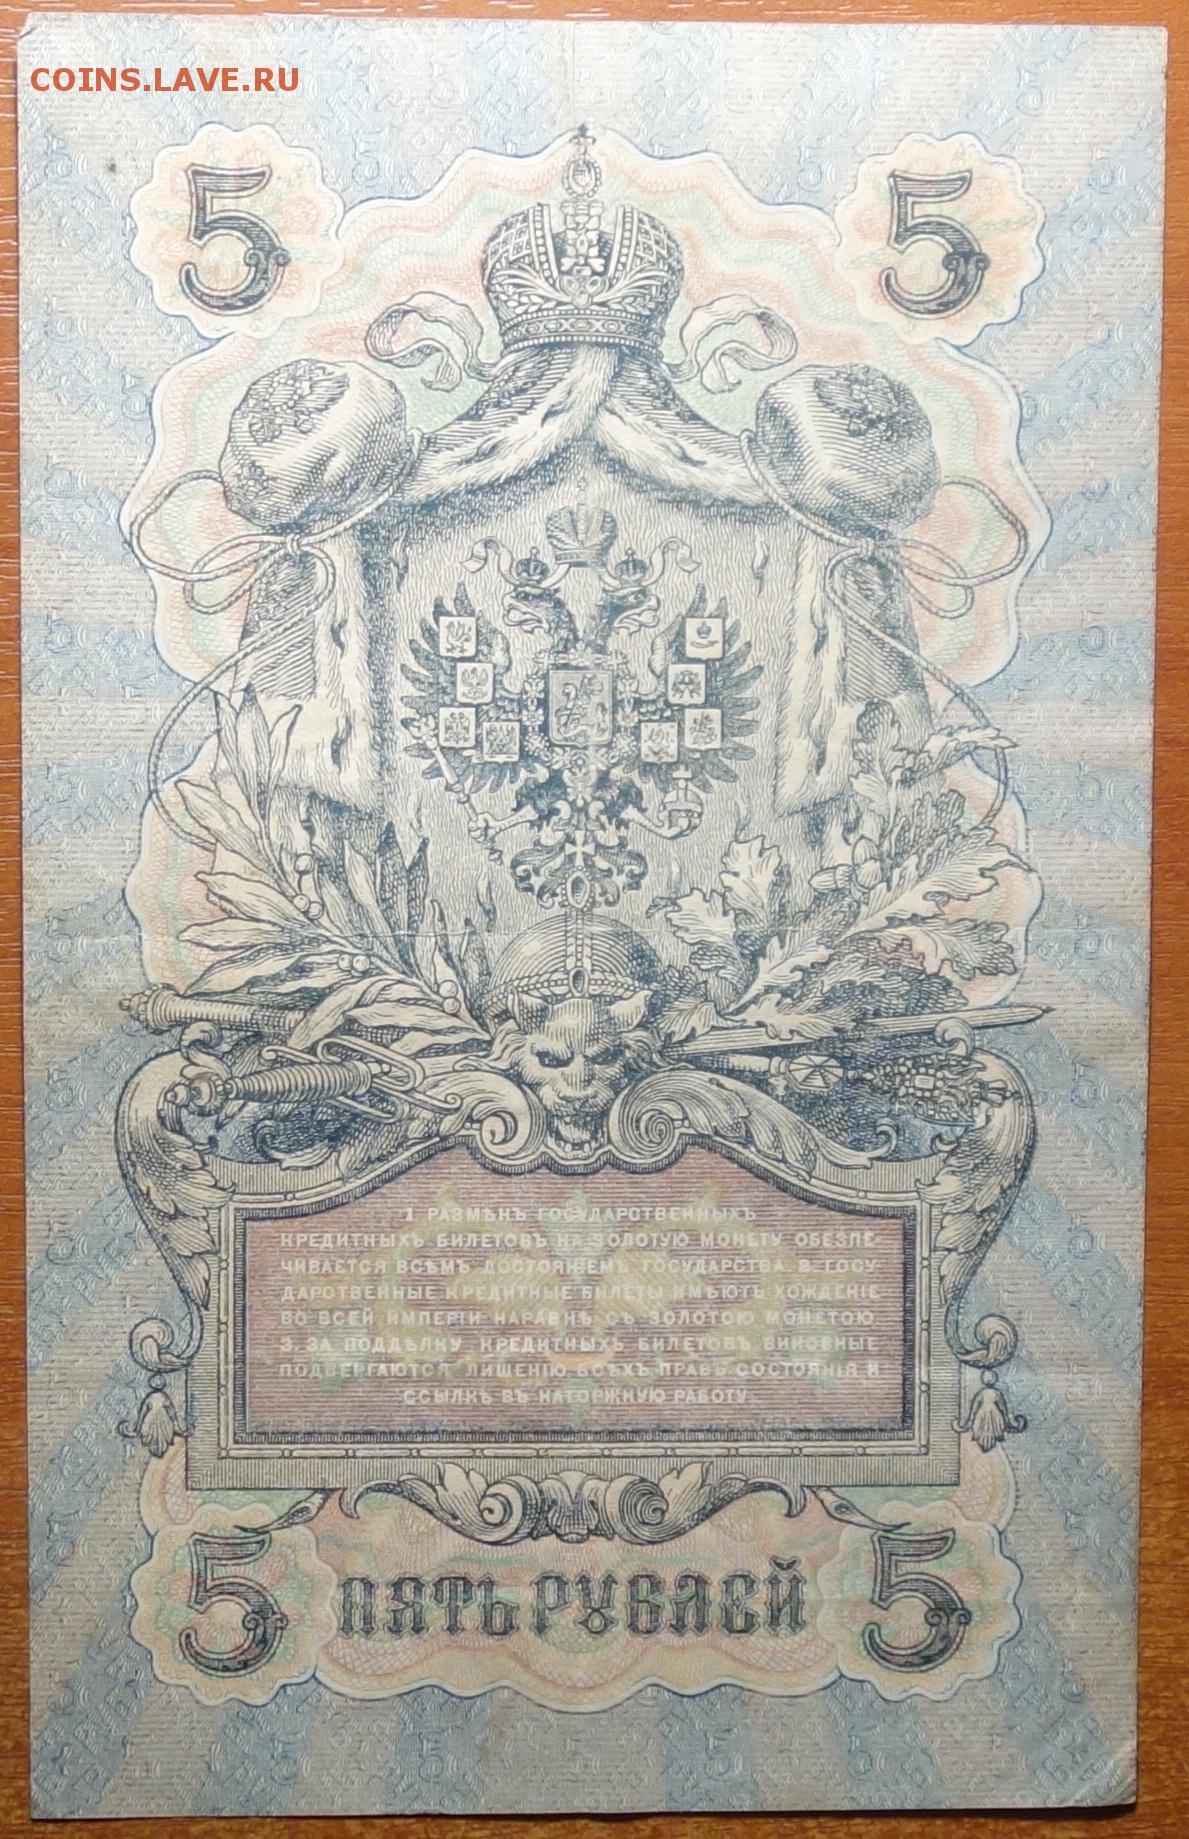 COINS.LAVE.RU
5 5
1. РАЗМѢНЪ ГОСУДАРСТВЕННЫХЪ
КРЕДИТНЫХЪ БИЛЕТОВЪ НА ЗОЛОТУЮ МОНЕТУ ОБЕЗПЕ-
ЧИВАЕТСЯ ВСѢМЪ ДОСТОЯНІЕМЪ ГОСУДАРСТВА. 2. ГОСУ-
ДАРСТВЕННЫЕ КРЕДИТНЫЕ БИЛЕТЫ ИМѢЮТЪ ХОЖДЕНІЕ
ВО ВСЕЙ ИМПЕРІИ НАРАВНѢ СЪ ЗОЛОТОЮ МОНЕТОЮ.
3. ЗА ПОДДѢЛКУ КРЕДИТНЫХЪ БИЛЕТОВЪ ВИНОВНЫЕ
ПОДВЕРГАЮТСЯ ЛИШЕНІЮ ВСѢХЪ ПРАВЪ СОСТОЯНІЯ И
ССЫЛКѢ ВЪ КАТОРЖНУЮ РАБОТУ.
5 ПЯТЬ РУБЛЕЙ 5